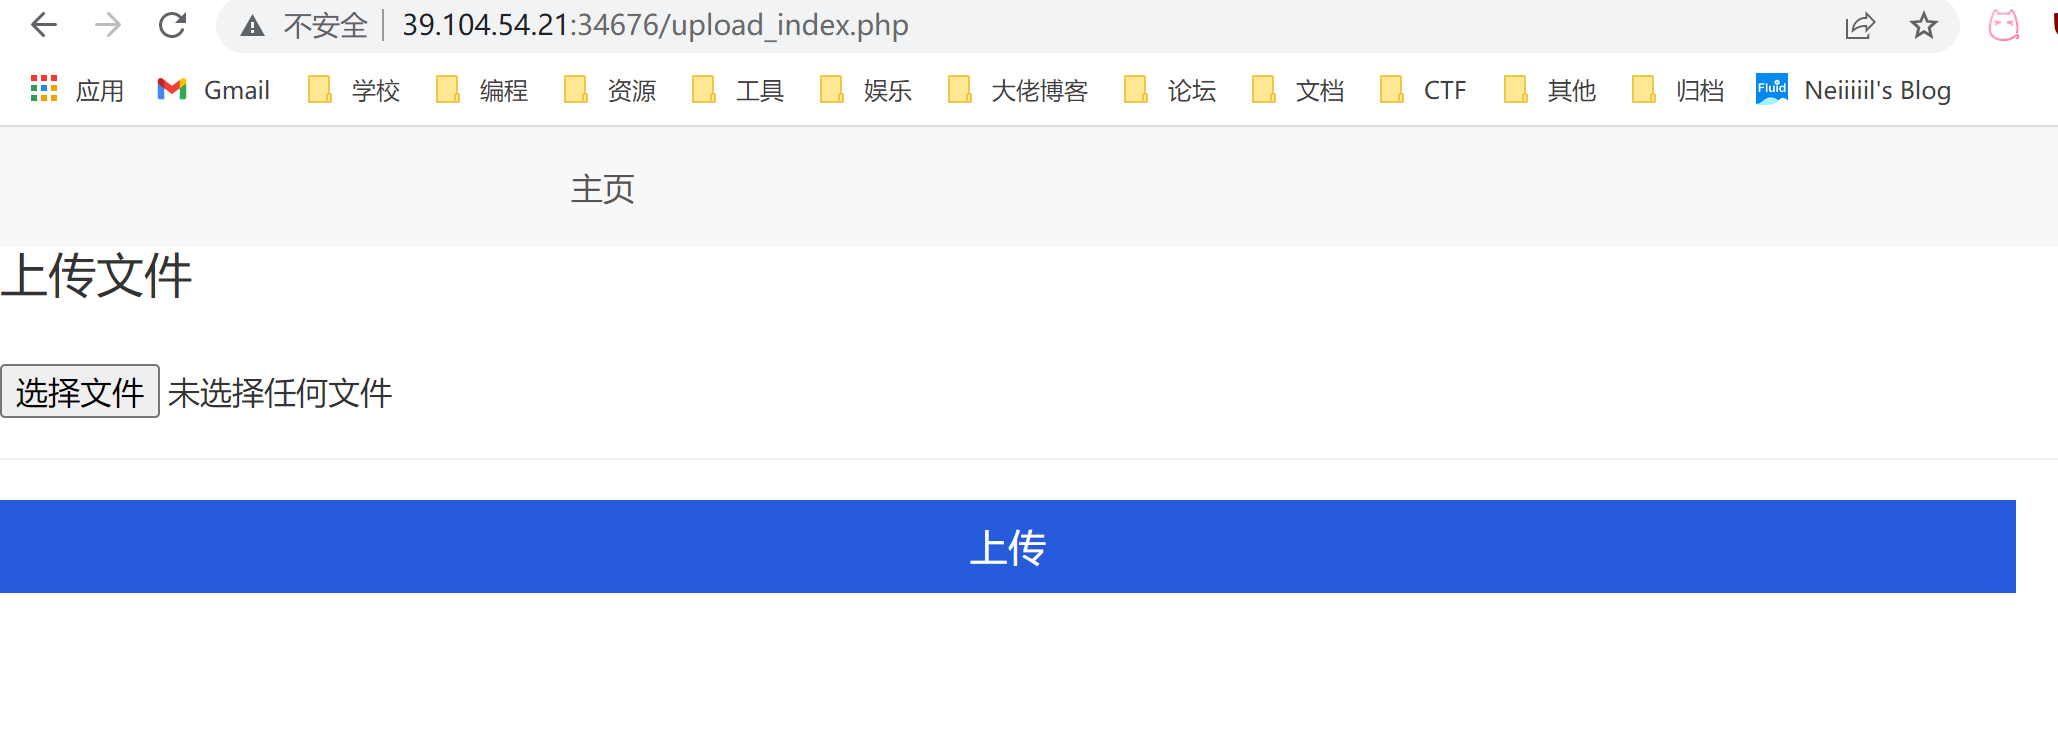 不安全 39.104.54.21:34676/upload_index.php
应用 Gmail 学校 编程 资源 工具 娱乐 大佬博客 论坛 文档 CTF 其他 归档 Fluid Neiiiiil's Blog
主页
上传文件
选择文件 未选择任何文件
上传